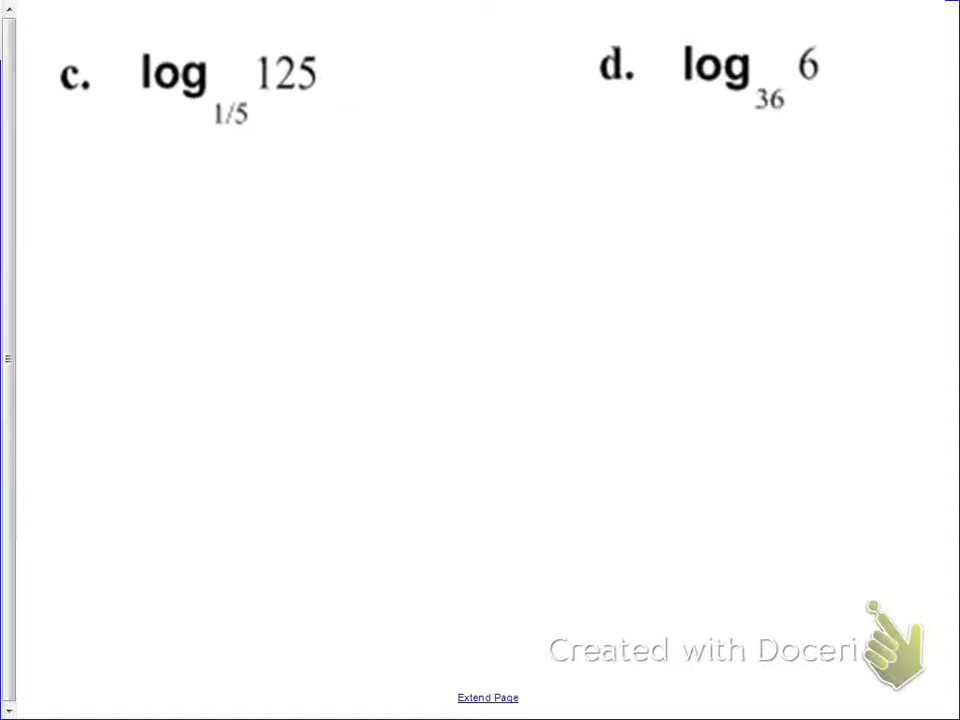 c. log 1/5 125
d. log 36 6
Created with Doceri
Extend Page